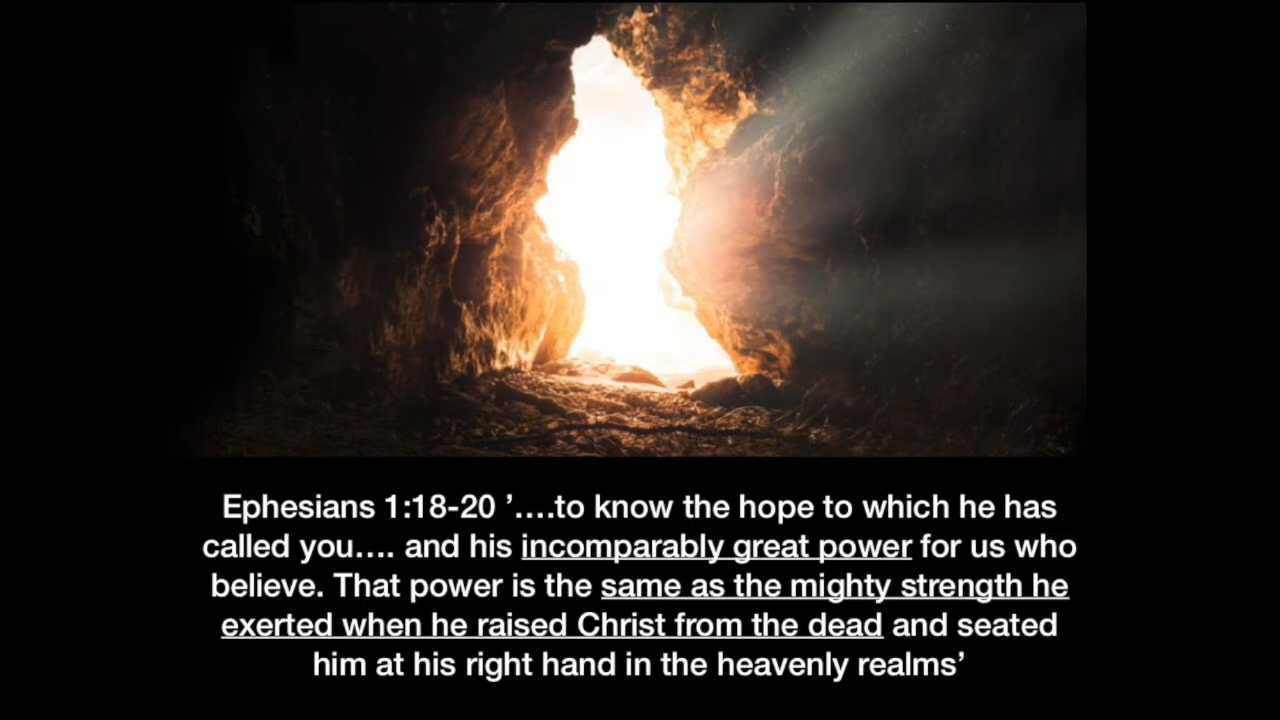 Ephesians 1:18-20 ’....to know the hope to which he has
called you.... and his incomparably great power for us who
believe. That power is the same as the mighty strength he
exerted when he raised Christ from the dead and seated
him at his right hand in the heavenly realms’